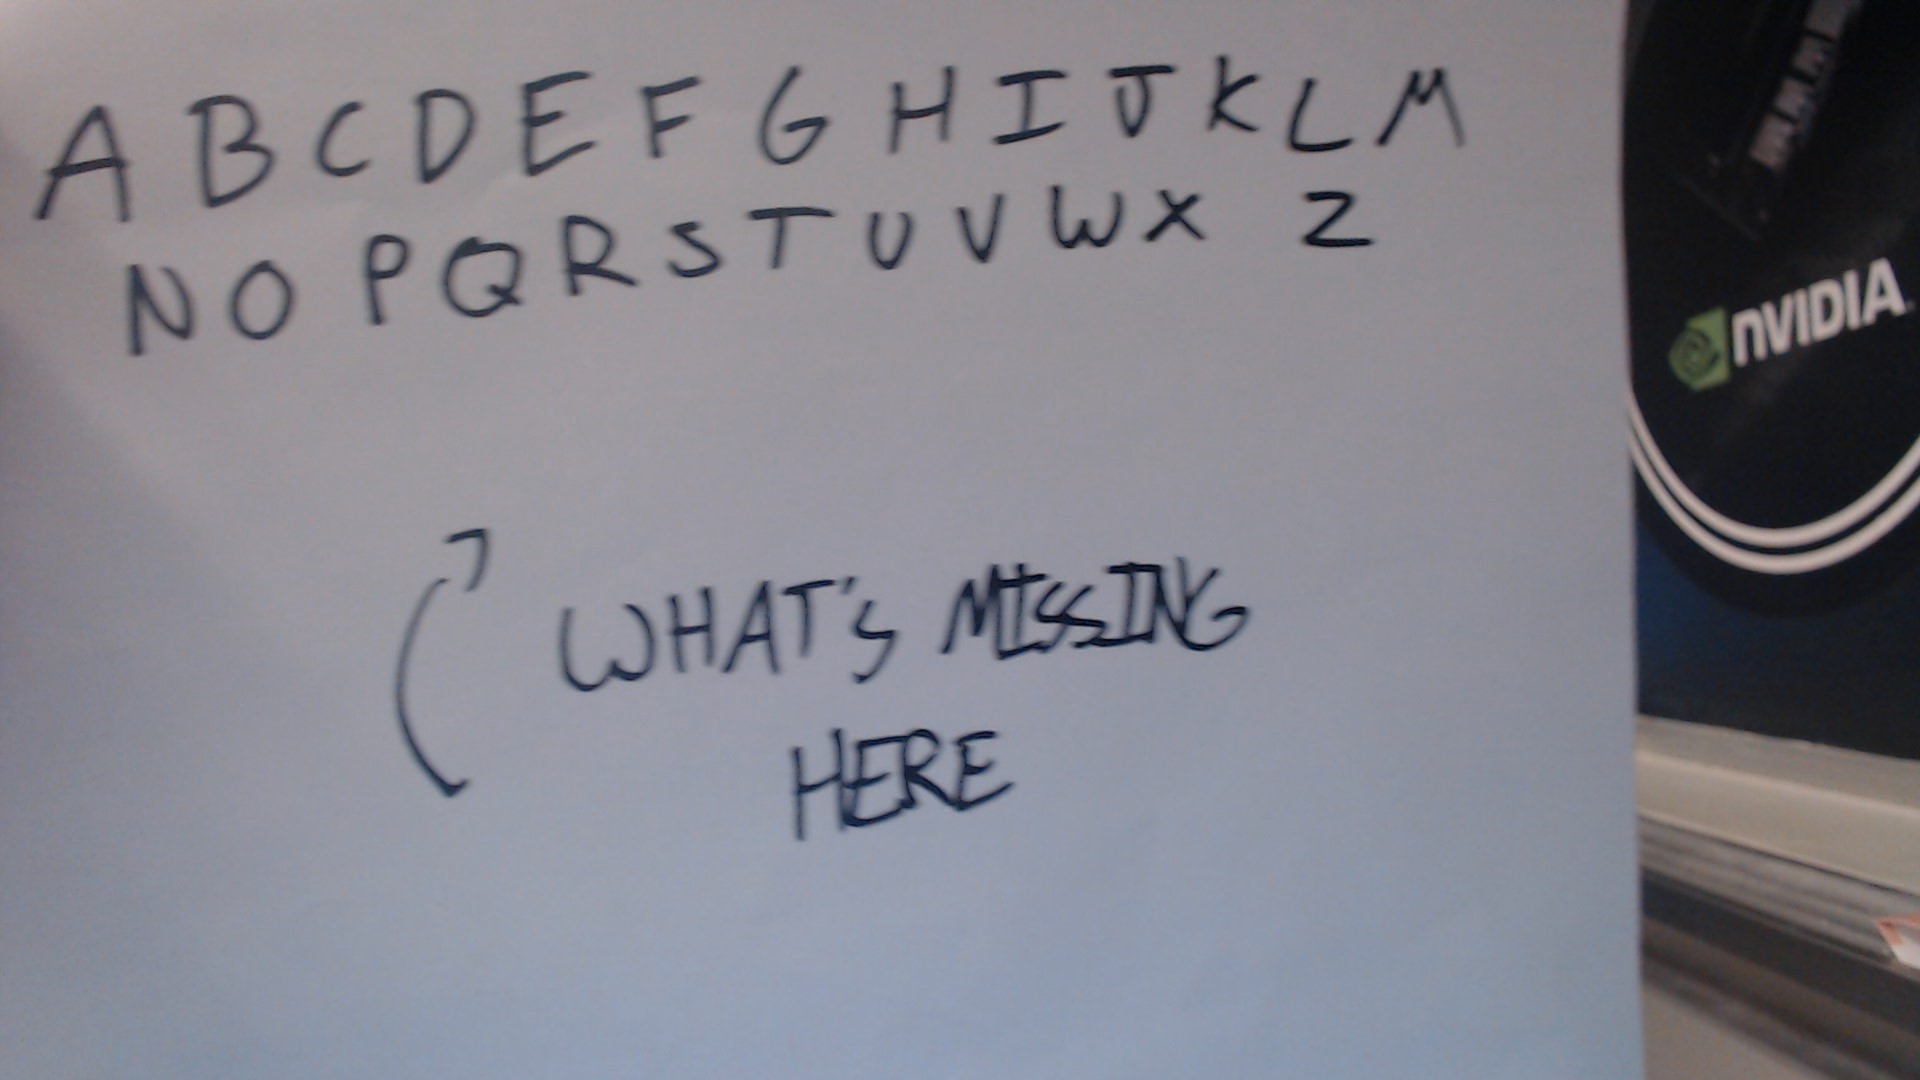 A B C D E F G H I J K L M
N O P Q R S T U V W X Z
WHAT'S MISSING
HERE
NVIDIA